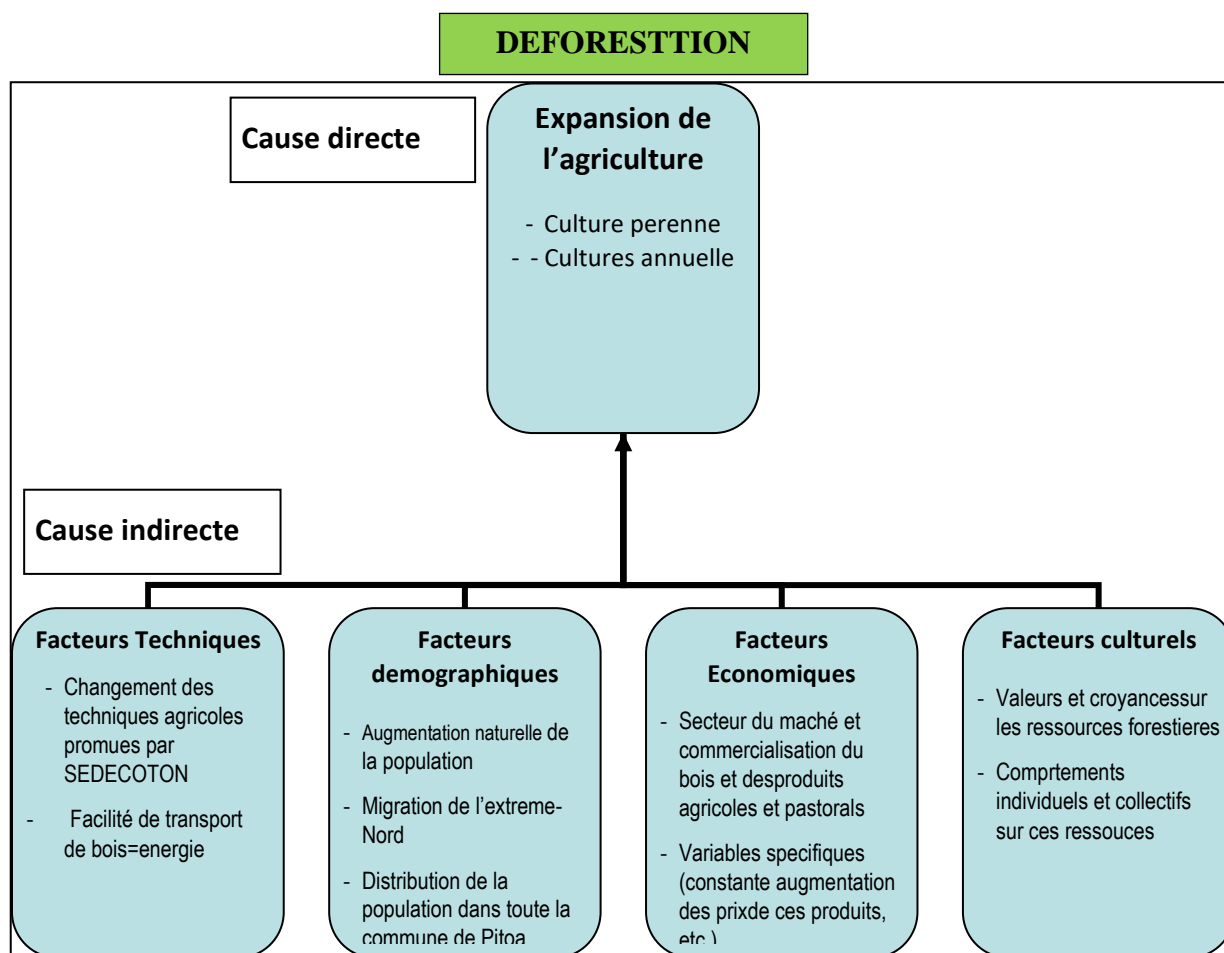 DEFORESTTION
Cause directe
Expansion de
l’agriculture
- Culture perenne
- - Cultures annuelle
Cause indirecte
Facteurs Techniques
- Changement des
techniques agricoles
promues par
SEDECOTON
- Facilité de transport
de bois=energie
Facteurs
demographiques
- Augmentation naturelle de
la population
- Migration de l’extreme-
Nord
- Distribution de la
population dans toute la
commune de Pitoa
Facteurs
Economiques
- Secteur du maché et
commercialisation du
bois et desproduits
agricoles et pastorals
- Variables specifiques
(constante augmentation
des prixde ces produits,
etc.)
Facteurs culturels
- Valeurs et croyancessur
les ressources forestieres
- Comprtements
individuels et collectifs
sur ces ressouces